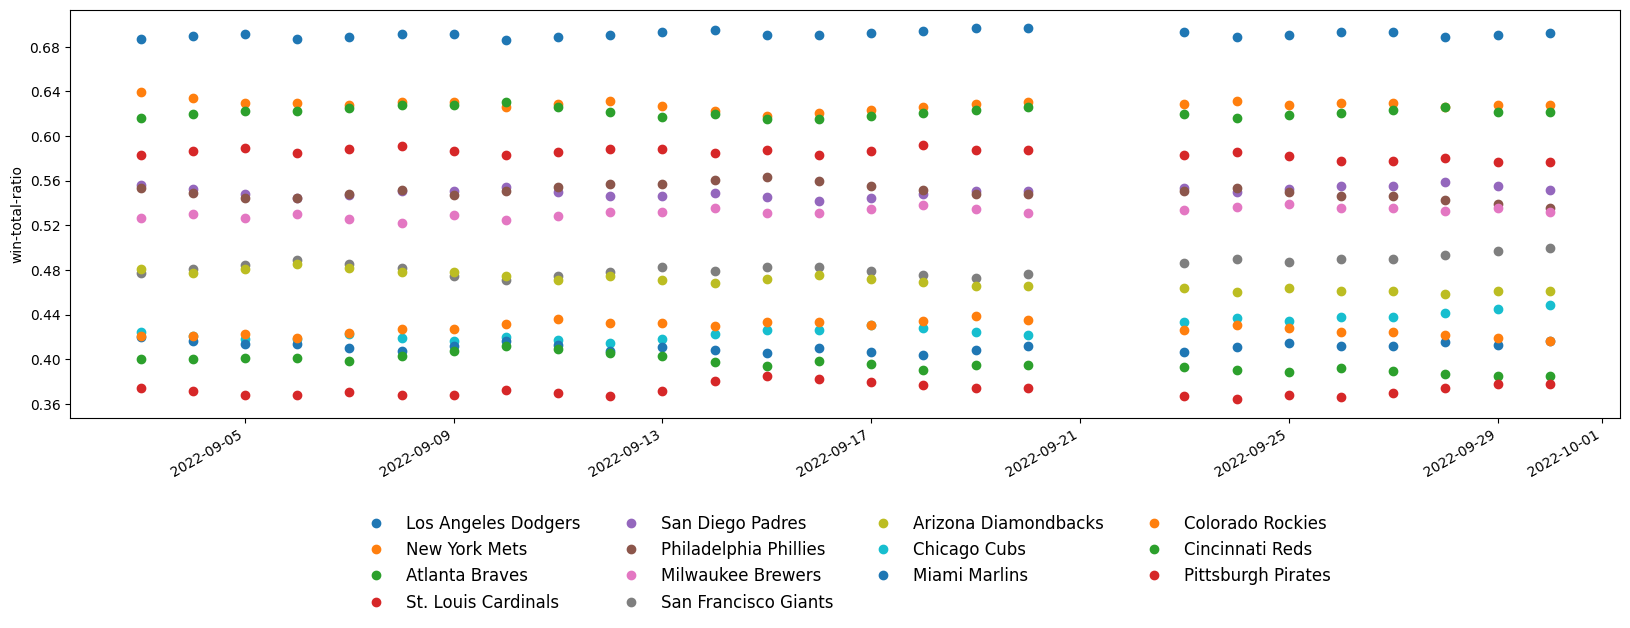 win-total-ratio
0.68
0.64
0.60
0.56
0.52
0.48
0.44
0.40
0.36
2022-09-05
2022-09-09
2022-09-13
2022-09-17
2022-09-21
2022-09-25
2022-09-29
2022-10-01
Los Angeles Dodgers
New York Mets
Atlanta Braves
St. Louis Cardinals
San Diego Padres
Philadelphia Phillies
Milwaukee Brewers
San Francisco Giants
Arizona Diamondbacks
Chicago Cubs
Miami Marlins
Colorado Rockies
Cincinnati Reds
Pittsburgh Pirates